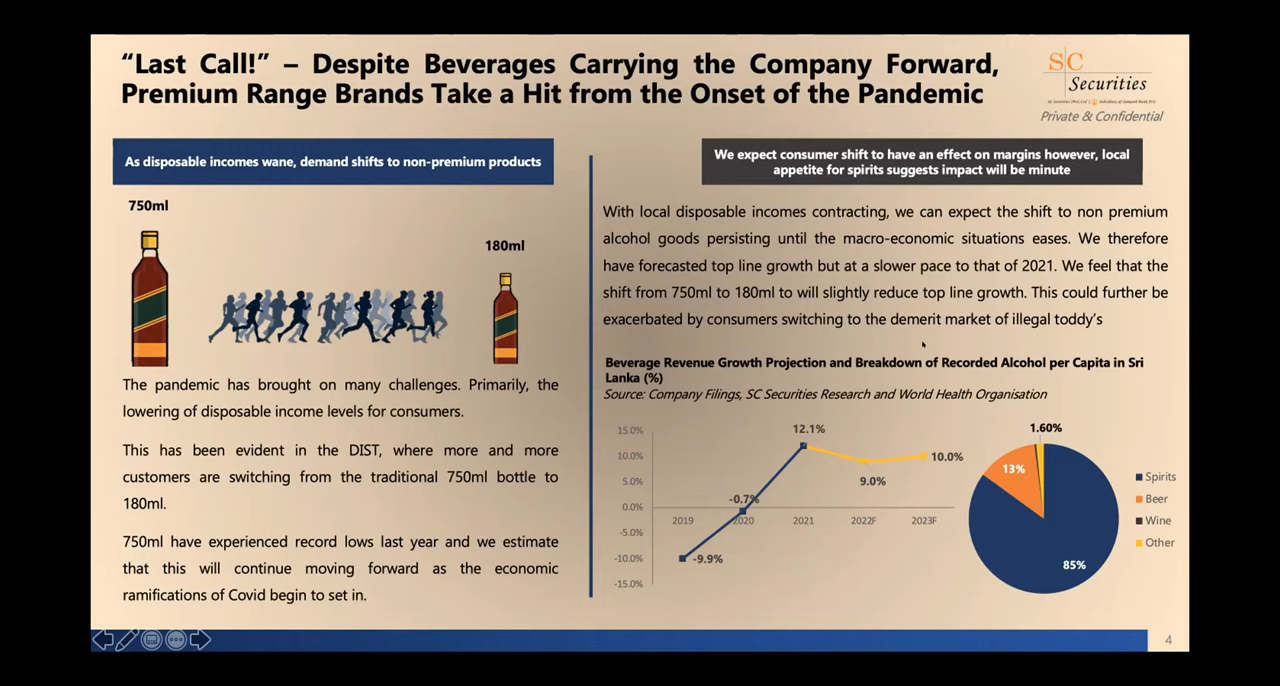 “Last Call!” – Despite Beverages Carrying the Company Forward,
Premium Range Brands Take a Hit from the Onset of the Pandemic
SC
Securities
Private & Confidential
As disposable incomes wane, demand shifts to non-premium products
750ml
180ml
The pandemic has brought on many challenges. Primarily, the
lowering of disposable income levels for consumers.
This has been evident in the DIST, where more and more
customers are switching from the traditional 750ml bottle to
180ml.
750ml have experienced record lows last year and we estimate
that this will continue moving forward as the economic
ramifications of Covid begin to set in.
We expect consumer shift to have an effect on margins however, local
appetite for spirits suggests impact will be minute
With local disposable incomes contracting, we can expect the shift to non premium
alcohol goods persisting until the macro-economic situations eases. We therefore
have forecasted top line growth but at a slower pace to that of 2021. We feel that the
shift from 750ml to 180ml to will slightly reduce top line growth. This could further be
exacerbated by consumers switching to the demerit market of illegal toddy’s
Beverage Revenue Growth Projection and Breakdown of Recorded Alcohol per Capita in Sri
Lanka (%)
Source: Company Filings, SC Securities Research and World Health Organisation
15.0%
10.0%
5.0%
0.0%
-5.0%
-10.0%
-15.0%
2019
2020
2021
2022F
2023F
-9.9%
-0.7%
12.1%
9.0%
10.0%
1.60%
13%
85%
Spirits
Beer
Wine
Other
4